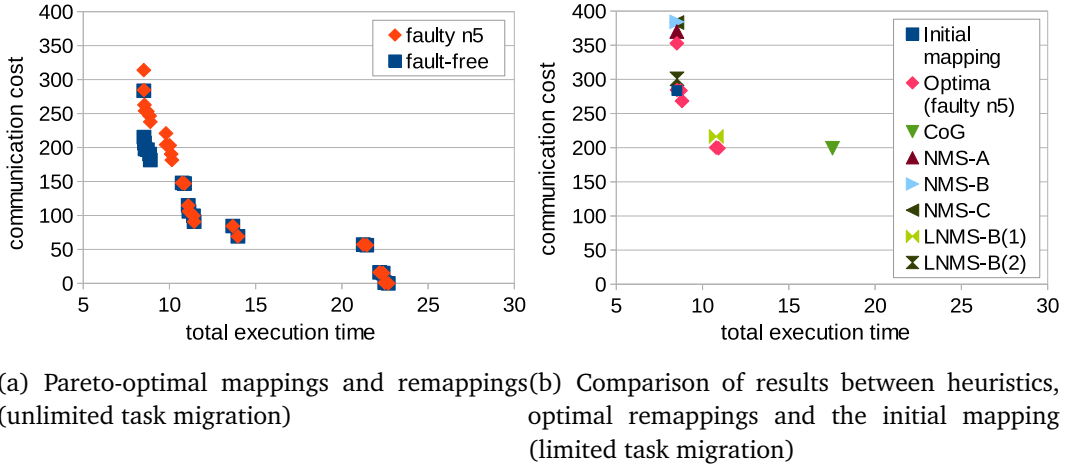 400
350
300
250
200
150
100
50
0
5 10 15 20 25 30
communication cost
total execution time
faulty n5
fault-free
400
350
300
250
200
150
100
50
0
5 10 15 20 25 30
communication cost
total execution time
Initial
mapping
Optima
(faulty n5)
CoG
NMS-A
NMS-B
NMS-C
LNMS-B(1)
LNMS-B(2)
(a) Pareto-optimal mappings and remappings
(unlimited task migration)
(b) Comparison of results between heuristics,
optimal remappings and the initial mapping
(limited task migration)